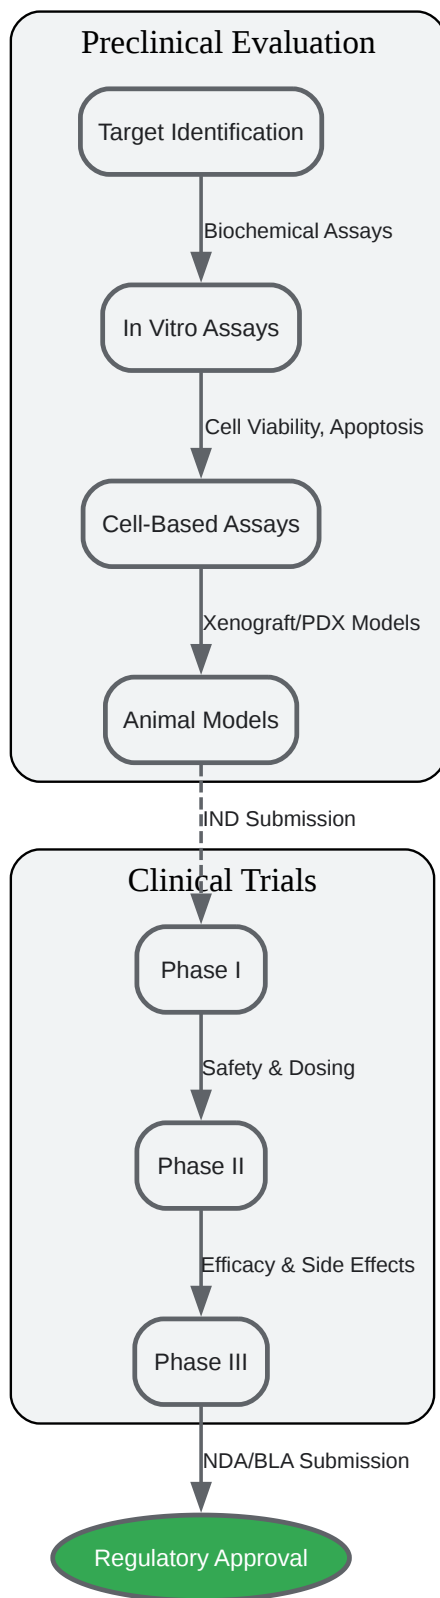 Preclinical Evaluation
Target Identification
Biochemical Assays
In Vitro Assays
Cell Viability, Apoptosis
Cell-Based Assays
Xenograft/PDX Models
Animal Models
IND Submission
Clinical Trials
Phase I
Safety & Dosing
Phase II
Efficacy & Side Effects
Phase III
NDA/BLA Submission
Regulatory Approval